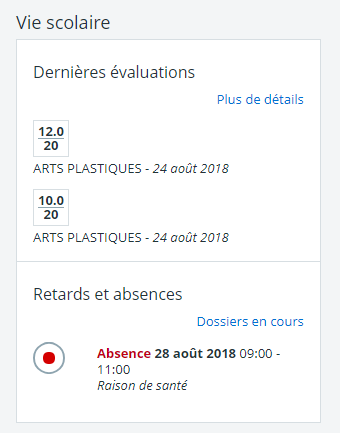 Vie scolaire
Dernières évaluations
Plus de détails
12.0
20
ARTS PLASTIQUES - 24 août 2018
10.0
20
ARTS PLASTIQUES - 24 août 2018
Retards et absences
Dossiers en cours
Absence 28 août 2018 09:00 -
11:00
Raison de santé